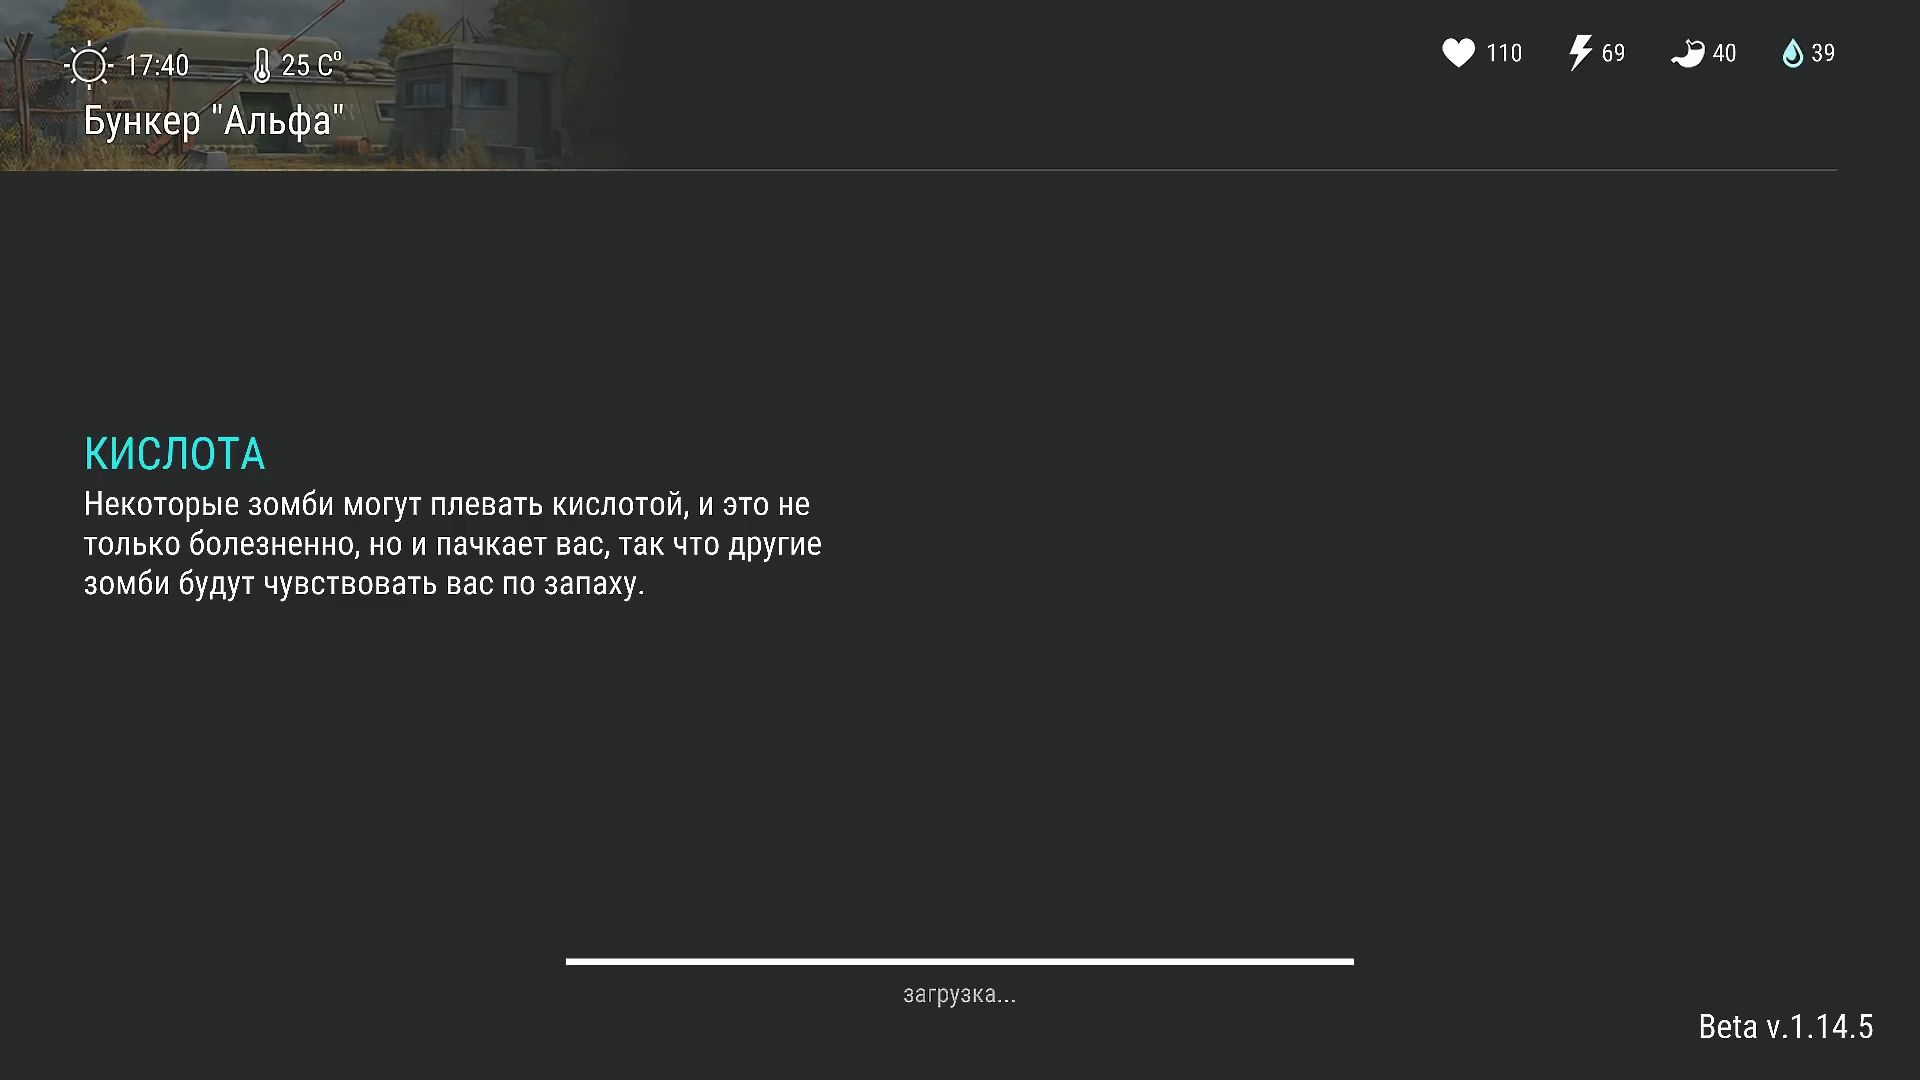 17:40 25 C⁰
110 69 40 39
Бункер "Альфа"
КИСЛОТА
Некоторые зомби могут плевать кислотой, и это не
только болезненно, но и пачкает вас, так что другие
зомби будут чувствовать вас по запаху.
загрузка...
Beta v.1.14.5